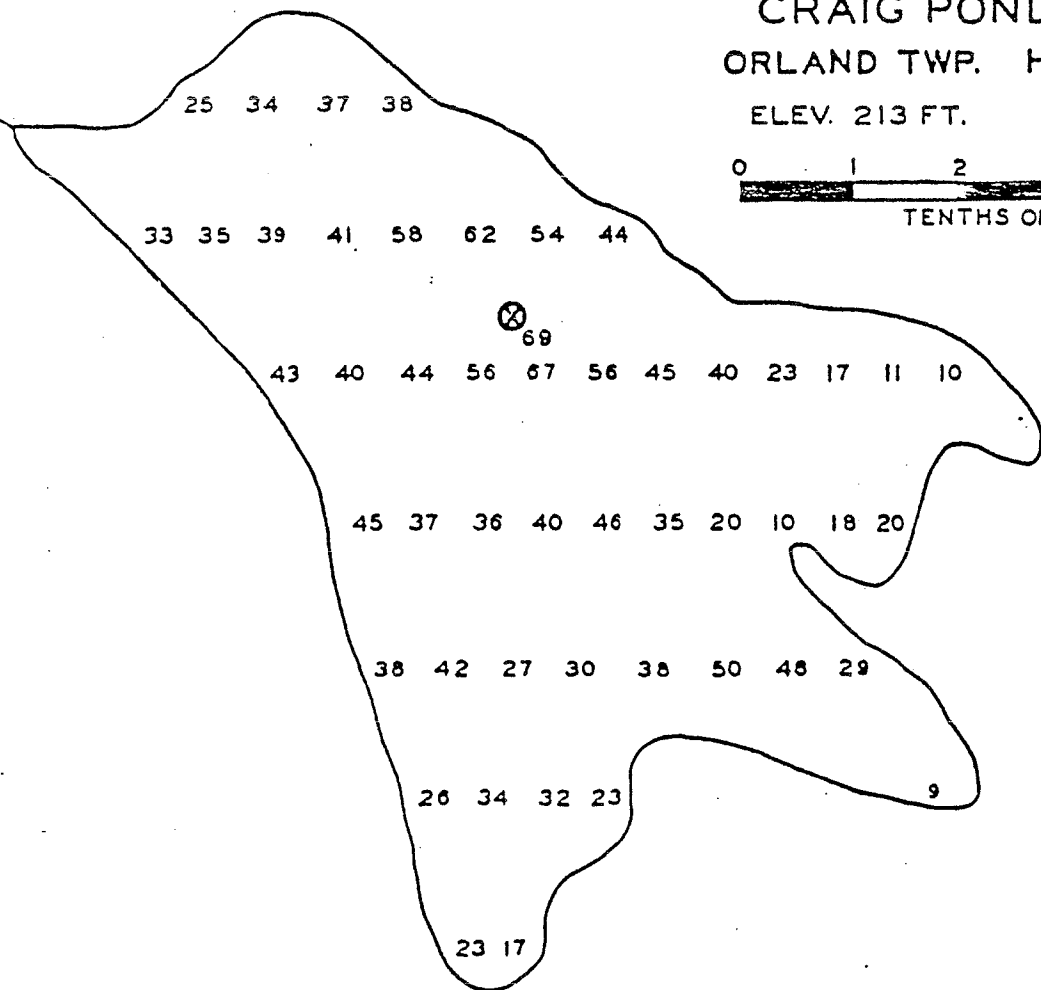 CRAIG POND
ORLAND TWP. H
ELEV. 213 FT.
0 1 2
TENTHS O
25 34 37 38
33 35 39 41 58 62 54 44
69
43 40 44 56 67 56 45 40 23 17 11 10
45 37 36 40 46 35 20 10 18 20
38 42 27 30 38 50 48 29
26 34 32 23 9
23 17